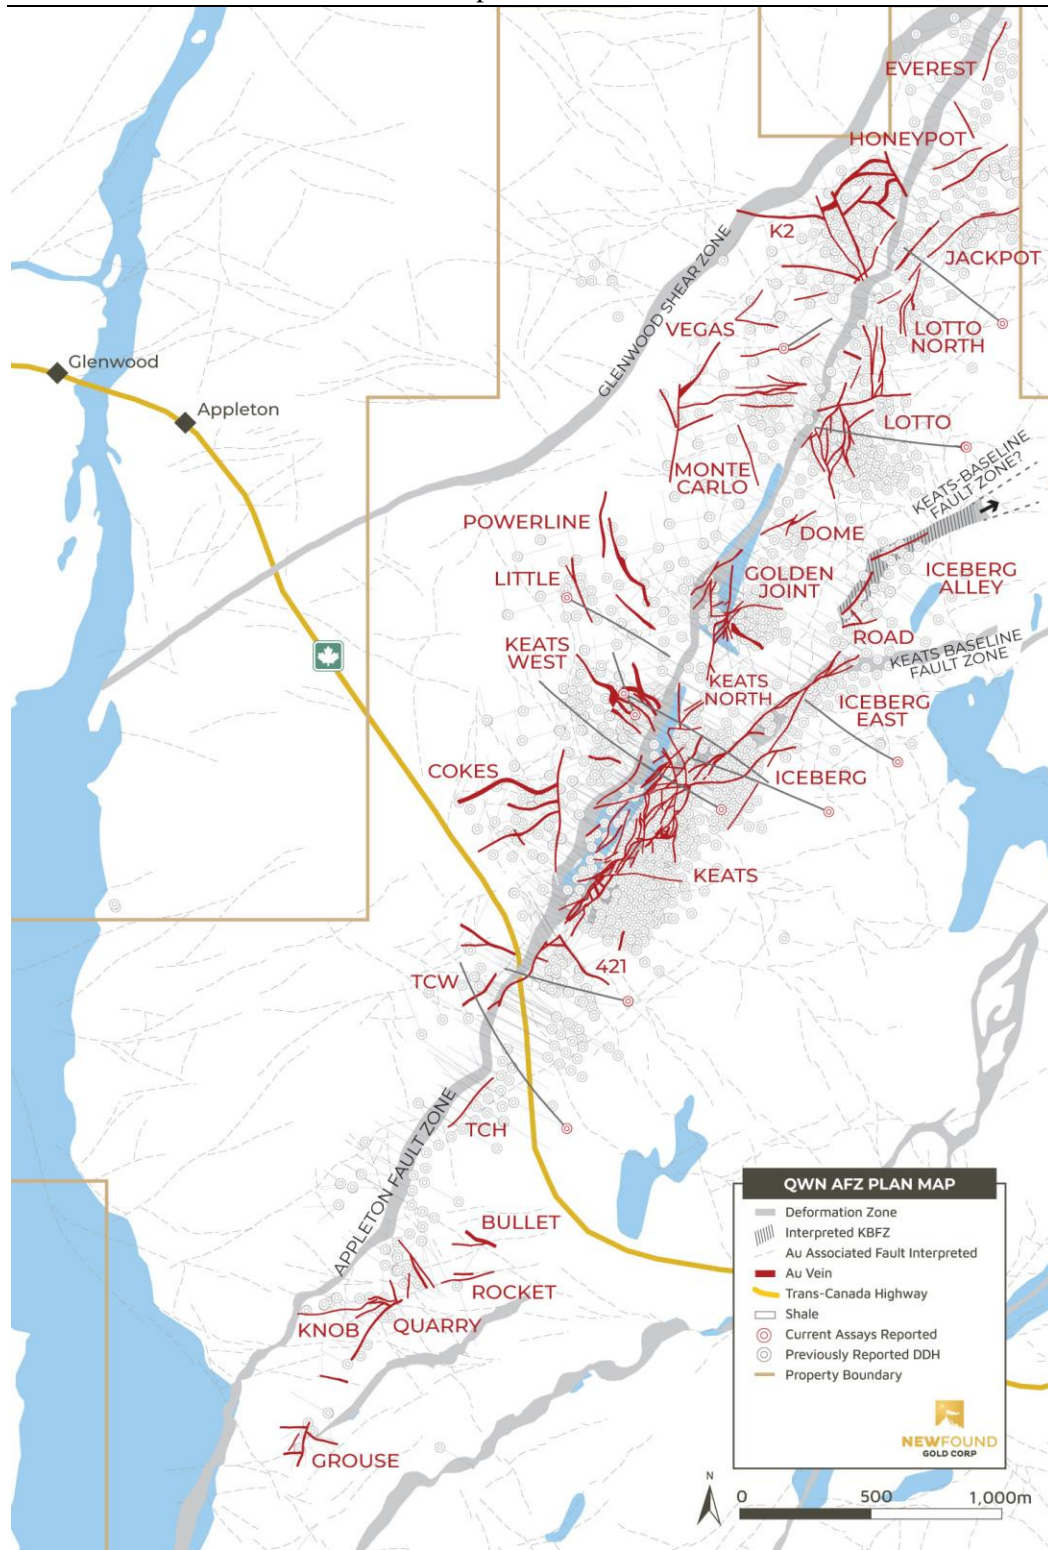 EVEREST
HONEYPOT
K2
JACKPOT
GLENWOOD SHEAR ZONE
VEGAS
LOTTO
NORTH
Glenwood
Appleton
LOTTO
MONTE
CARLO
KEATS-BASELINE
FAULT ZONE?
POWERLINE
DOME
LITTLE
GOLDEN
JOINT
ICEBERG
ALLEY
ROAD
KEATS
WEST
KEATS BASELINE
FAULT ZONE
KEATS
NORTH
ICEBERG
EAST
COKES
ICEBERG
KEATS
421
TCW
TCH
APPLETON FAULT ZONE
BULLET
ROCKET
KNOB
QUARRY
GROUSE
QWN AFZ PLAN MAP
Deformation Zone
Interpreted KBFZ
Au Associated Fault Interpreted
Au Vein
Trans-Canada Highway
Shale
Current Assays Reported
Previously Reported DDH
Property Boundary
NEWFOUND
GOLD CORP
N
0 500 1,000m